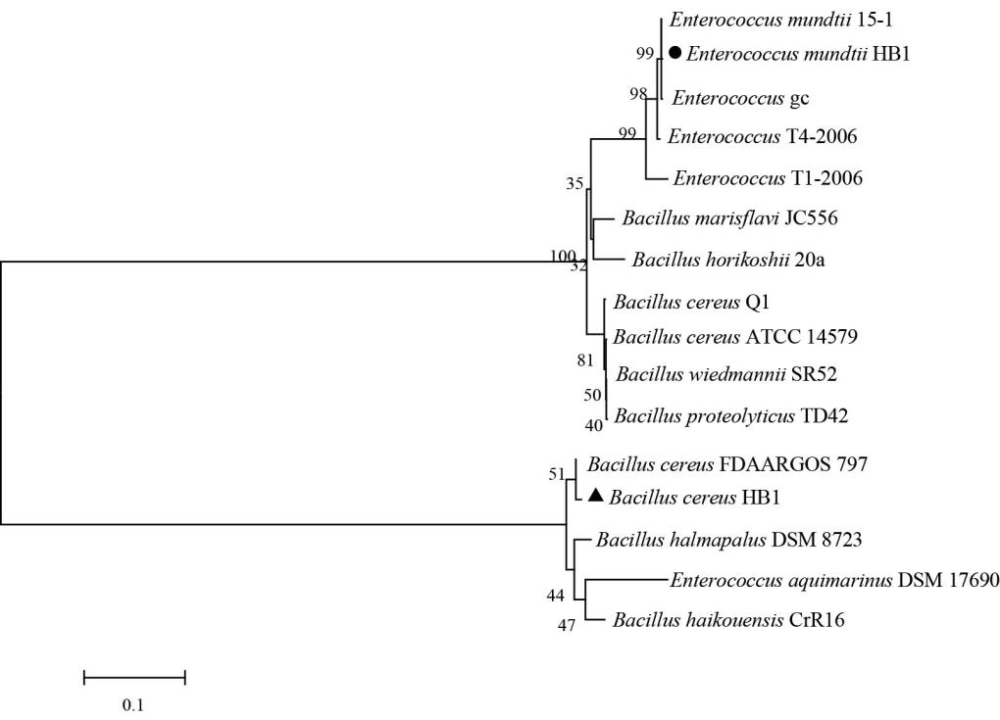 Enterococcus mundtii 15-1
99
Enterococcus mundtii HB1
98
Enterococcus gc
99
Enterococcus T4-2006
Enterococcus T1-2006
35
Bacillus marisflavi JC556
100
32
Bacillus horikoshii 20a
Bacillus cereus Q1
Bacillus cereus ATCC 14579
81
Bacillus wiedmannii SR52
50
Bacillus proteolyticus TD42
40
Bacillus cereus FDAARGOS 797
51
Bacillus cereus HB1
Bacillus halmapalus DSM 8723
Enterococcus aquimarinus DSM 17690
44
Bacillus haikouensis CrR16
47
0.1